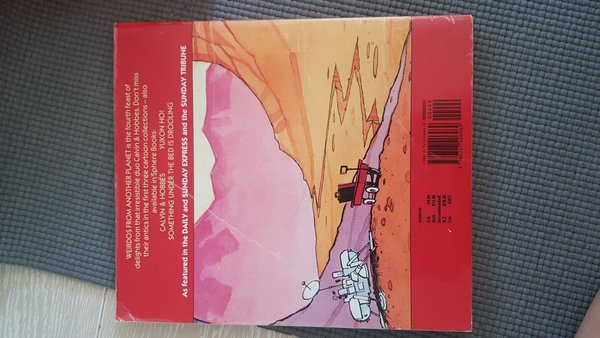 WEIRDOS FROM ANOTHER PLANET is the fourth feast of
delights from that irresistible duo Calvin & Hobbes. Don't miss
their antics in the first three cartoon collections – also
available in Sphere Books:
CALVIN & HOBBES YUKON HO!
SOMETHING UNDER THE BED IS DROOLING
As featured in the DAILY and SUNDAY EXPRESS and the SUNDAY TRIBUNE